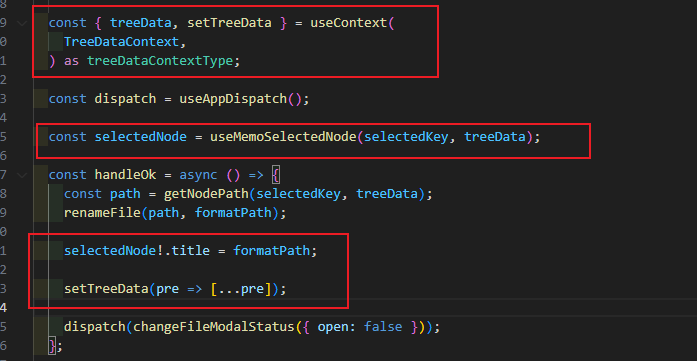 8
9 const { treeData, setTreeData } = useContext(
0 TreeDataContext,
1 ) as treeDataContextType;
2
3 const dispatch = useAppDispatch();
4
5 const selectedNode = useMemoSelectedNode(selectedKey, treeData);
6
7 const handleOk = async () => {
8 const path = getNodePath(selectedKey, treeData);
9 renameFile(path, formatPath);
0
1 selectedNode!.title = formatPath;
2
3 setTreeData(pre => [...pre]);
4
5 dispatch(changeFileModalStatus({ open: false }));
6 };